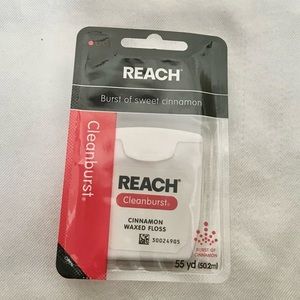 REACH®
Burst of sweet cinnamon
Cleanburst®
REACH®
Cleanburst®
CINNAMON
WAXED FLOSS
30024905
BURST OF
CINNAMON
55 yd (50.2m)